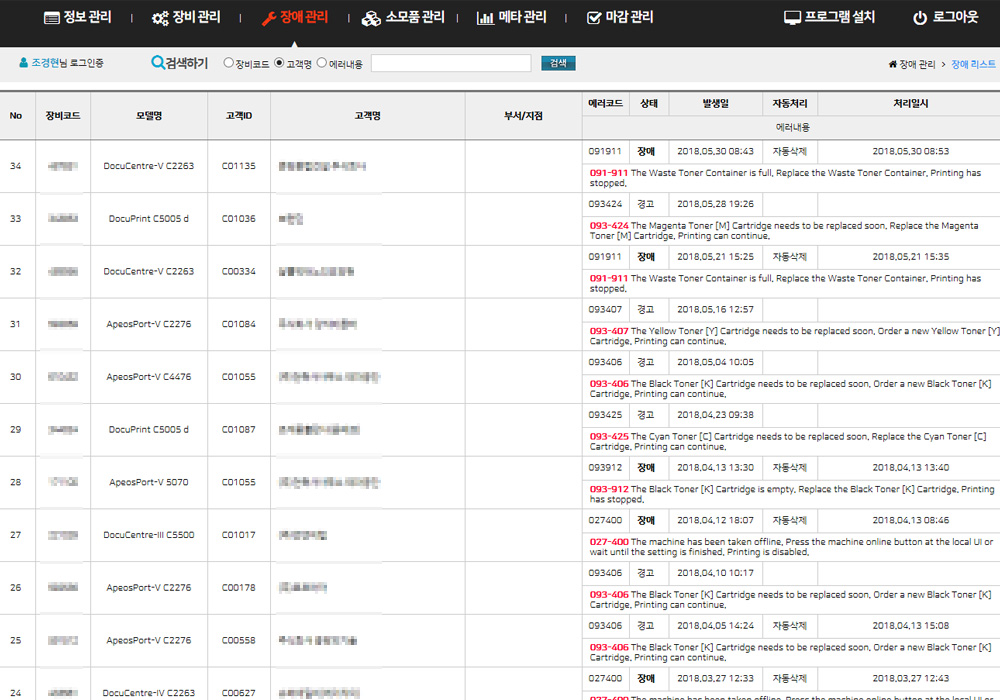 정보 관리 | 장비 관리 | 장애 관리 | 소모품 관리 | 메타 관리 | 마감 관리 프로그램 설치 로그아웃
조경현님 로그인중 검색하기 장비코드 고객명 에러내용 검색 장애 관리 > 장애 리스트
No 장비코드 모델명 고객ID 고객명 부서/지점 에러코드 상태 발생일 자동처리 처리일시
에러내용
34 DocuCentre-V C2263 C01135 091911 장애 2018.05.30 08:43 자동삭제 2018.05.30 08:53
091-911 The Waste Toner Container is full. Replace the Waste Toner Container. Printing has
stopped.
33 DocuPrint C5005 d C01036 093424 경고 2018.05.28 19:26
093-424 The Magenta Toner [M] Cartridge needs to be replaced soon. Replace the Magenta
Toner [M] Cartridge. Printing can continue.
32 DocuCentre-V C2263 C00334 091911 장애 2018.05.21 15:25 자동삭제 2018.05.21 15:35
091-911 The Waste Toner Container is full. Replace the Waste Toner Container. Printing has
stopped.
31 ApeosPort-V C2276 C01084 093407 경고 2018.05.16 12:57
093-407 The Yellow Toner [Y] Cartridge needs to be replaced soon. Order a new Yellow Toner [Y]
Cartridge. Printing can continue.
30 ApeosPort-V C4476 C01055 093406 경고 2018.05.04 10:05
093-406 The Black Toner [K] Cartridge needs to be replaced soon. Order a new Black Toner [K]
Cartridge. Printing can continue.
29 DocuPrint C5005 d C01087 093425 경고 2018.04.23 09:38
093-425 The Cyan Toner [C] Cartridge needs to be replaced soon. Replace the Cyan Toner [C]
Cartridge. Printing can continue.
28 ApeosPort-V 5070 C01055 093912 장애 2018.04.13 13:30 자동삭제 2018.04.13 13:40
093-912 The Black Toner [K] Cartridge is empty. Replace the Black Toner [K] Cartridge. Printing
has stopped.
27 DocuCentre-III C5500 C01017 027400 장애 2018.04.12 18:07 자동삭제 2018.04.13 08:46
027-400 The machine has been taken offline. Press the machine online button at the local UI or
wait until the setting is finished. Printing is disabled.
26 ApeosPort-V C2276 C00178 093406 경고 2018.04.10 10:17
093-406 The Black Toner [K] Cartridge needs to be replaced soon. Order a new Black Toner [K]
Cartridge. Printing can continue.
25 ApeosPort-V C2276 C00558 093406 경고 2018.04.05 14:24 자동삭제 2018.04.13 15:08
093-406 The Black Toner [K] Cartridge needs to be replaced soon. Order a new Black Toner [K]
Cartridge. Printing can continue.
24 DocuCentre-IV C2263 C00627 027400 장애 2018.03.27 12:33 자동삭제 2018.03.27 12:43
027-400 The machine has been taken offline. Press the machine online button at the local UI or